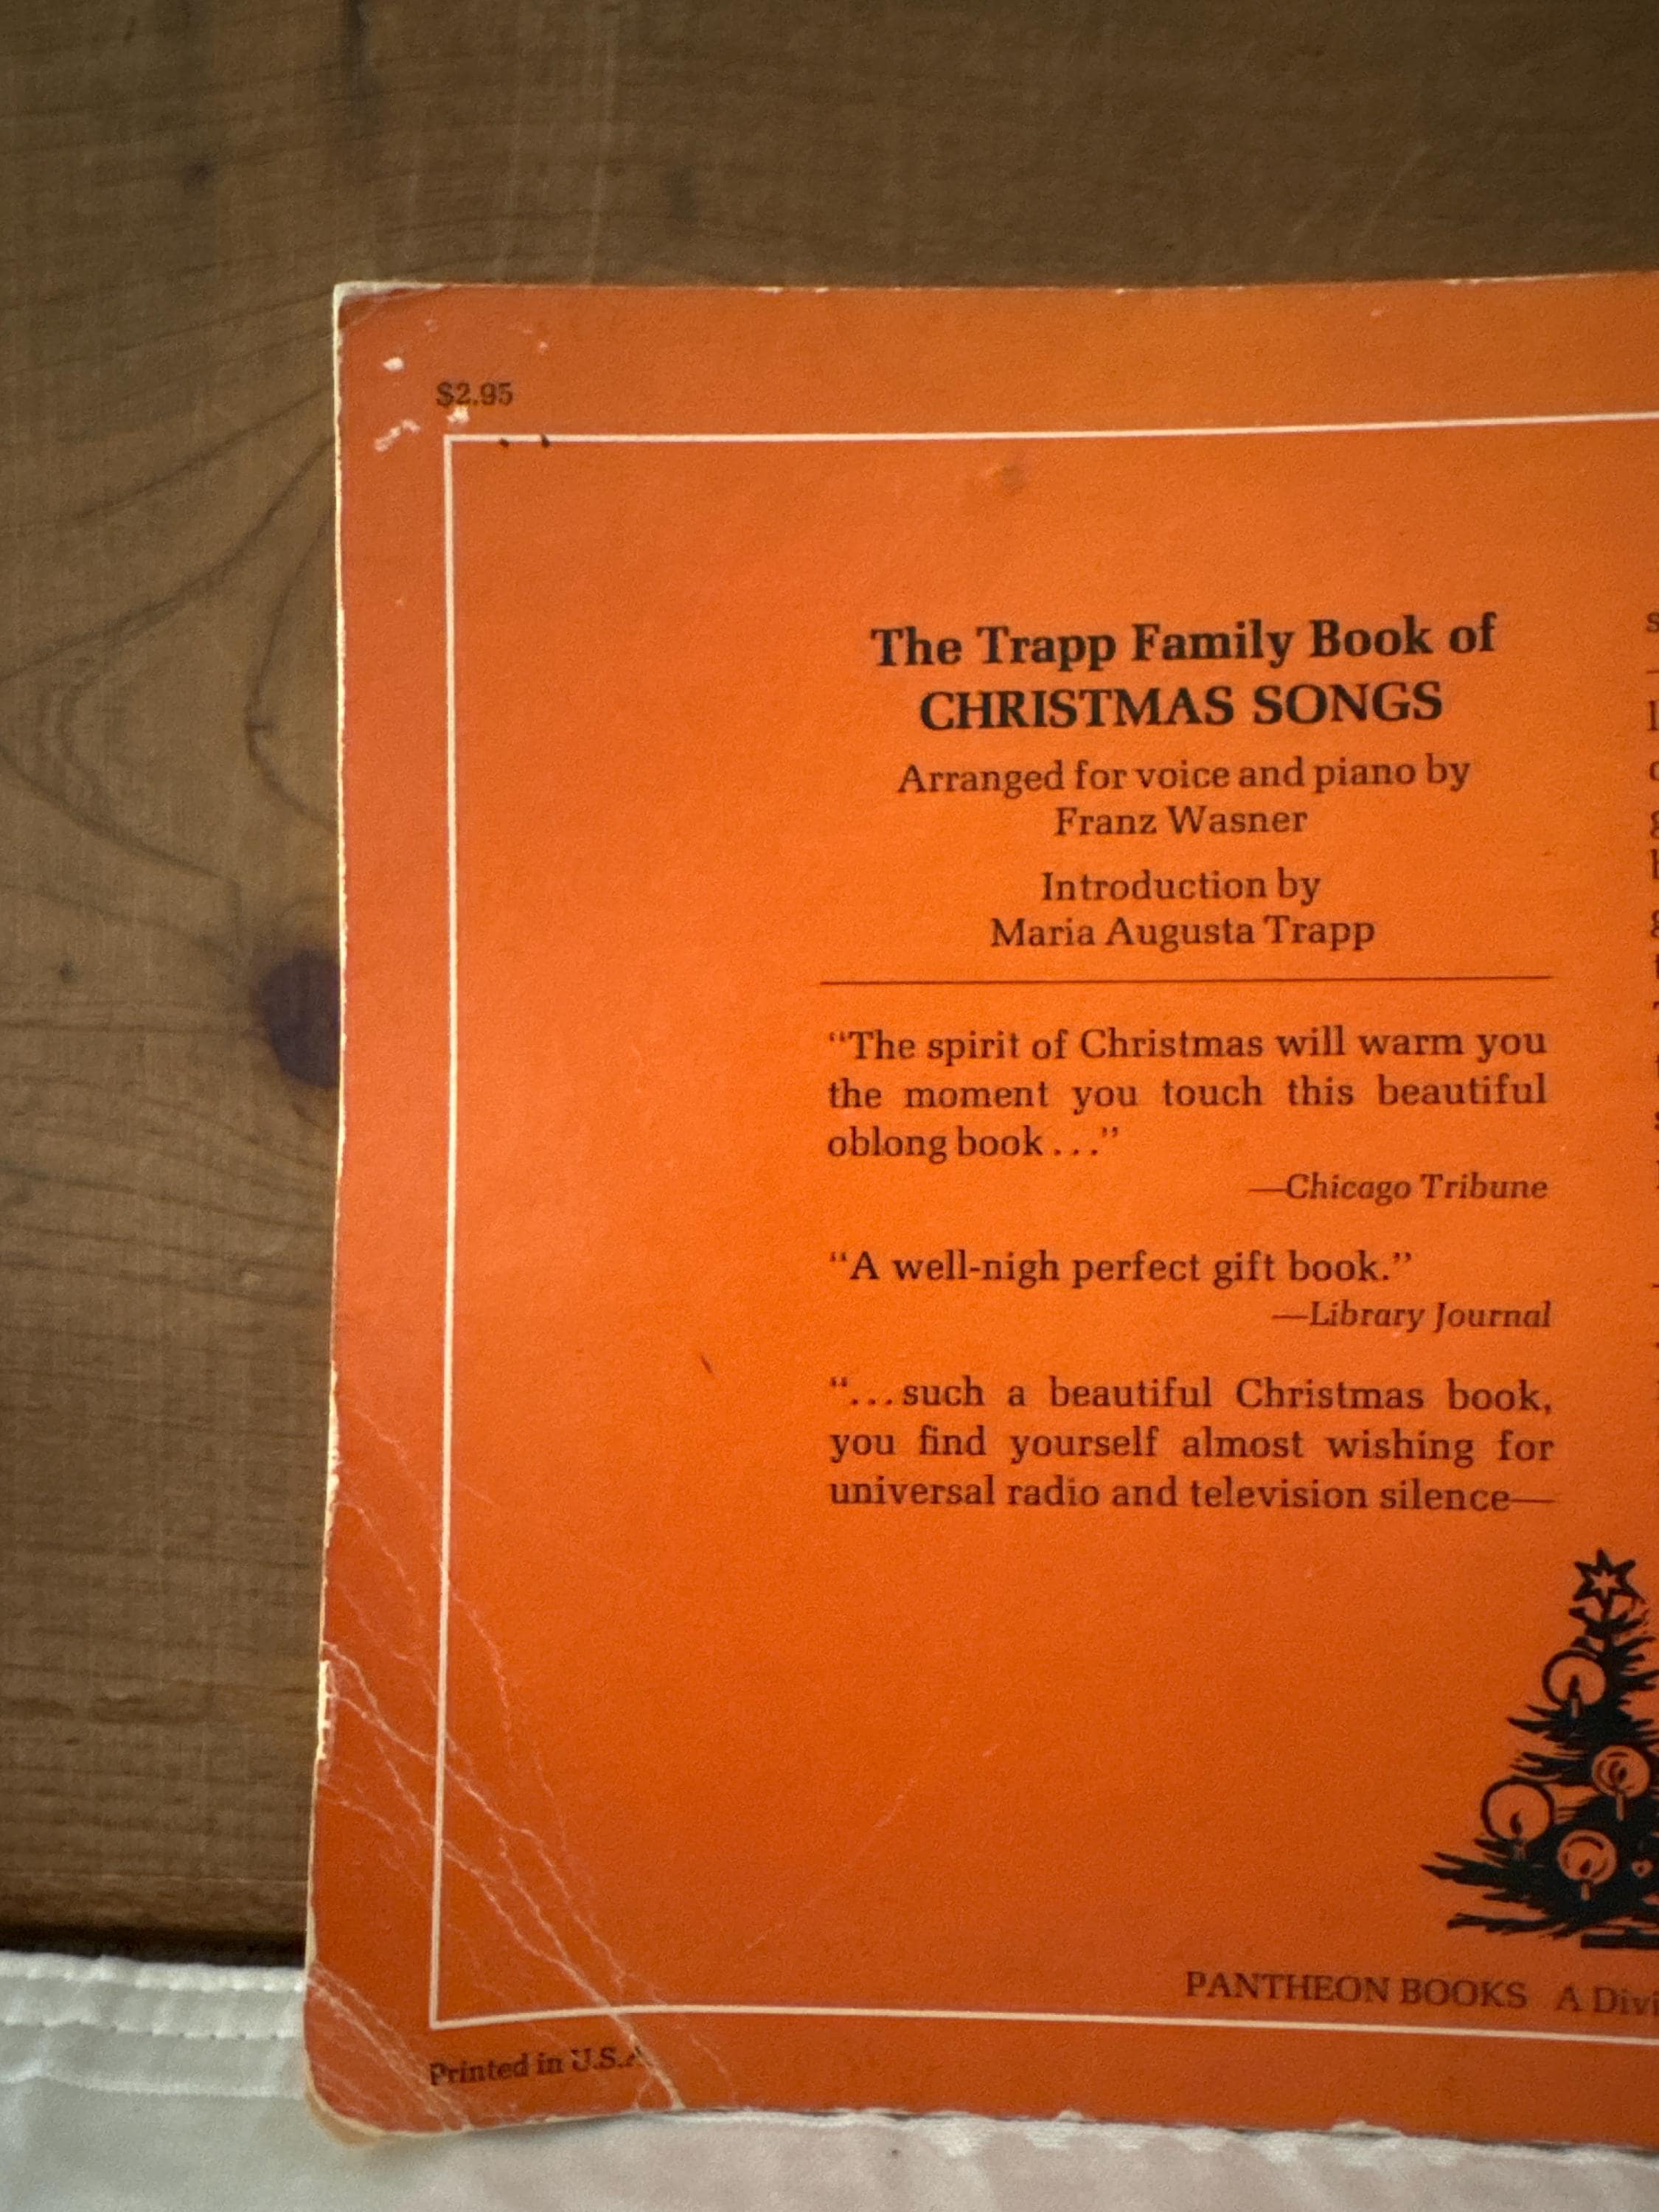 $2.95
The Trapp Family Book of
CHRISTMAS SONGS
Arranged for voice and piano by
Franz Wasner
Introduction by
Maria Augusta Trapp
“The spirit of Christmas will warm you
the moment you touch this beautiful
oblong book...”
—Chicago Tribune
“A well-nigh perfect gift book.”
—Library Journal
“...such a beautiful Christmas book,
you find yourself almost wishing for
universal radio and television silence—
PANTHEON BOOKS A Divi
Printed in U.S.A